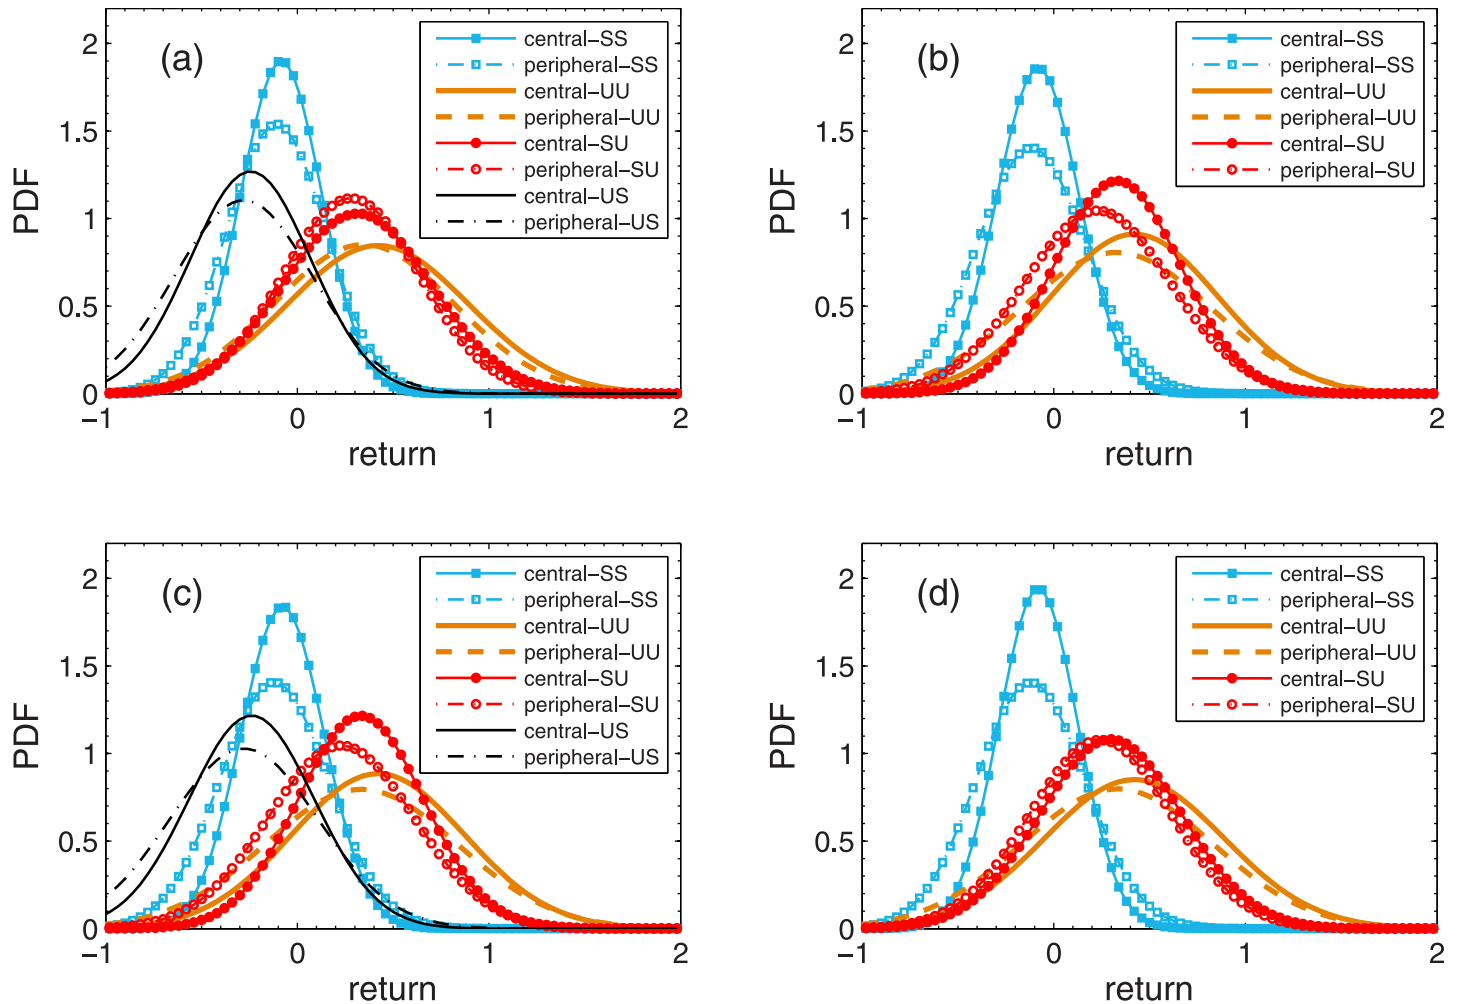 (a)
central−SS
peripheral−SS
central−UU
peripheral−UU
central−SU
peripheral−SU
central−US
peripheral−US
2
1.5
1
0.5
0
PDF
−1
0
1
2
return
(b)
central−SS
peripheral−SS
central−UU
peripheral−UU
central−SU
peripheral−SU
2
1.5
1
0.5
0
PDF
−1
0
1
2
return
(c)
central−SS
peripheral−SS
central−UU
peripheral−UU
central−SU
peripheral−SU
central−US
peripheral−US
2
1.5
1
0.5
0
PDF
−1
0
1
2
return
(d)
central−SS
peripheral−SS
central−UU
peripheral−UU
central−SU
peripheral−SU
2
1.5
1
0.5
0
PDF
−1
0
1
2
return